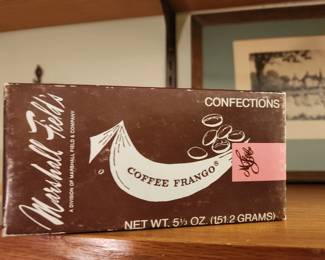 Marshall Field's
A DIVISION OF MARSHALL FIELD & COMPANY
CONFECTIONS
COFFEE FRANGO®
NET WT. 5⅓ OZ. (151.2 GRAMS)